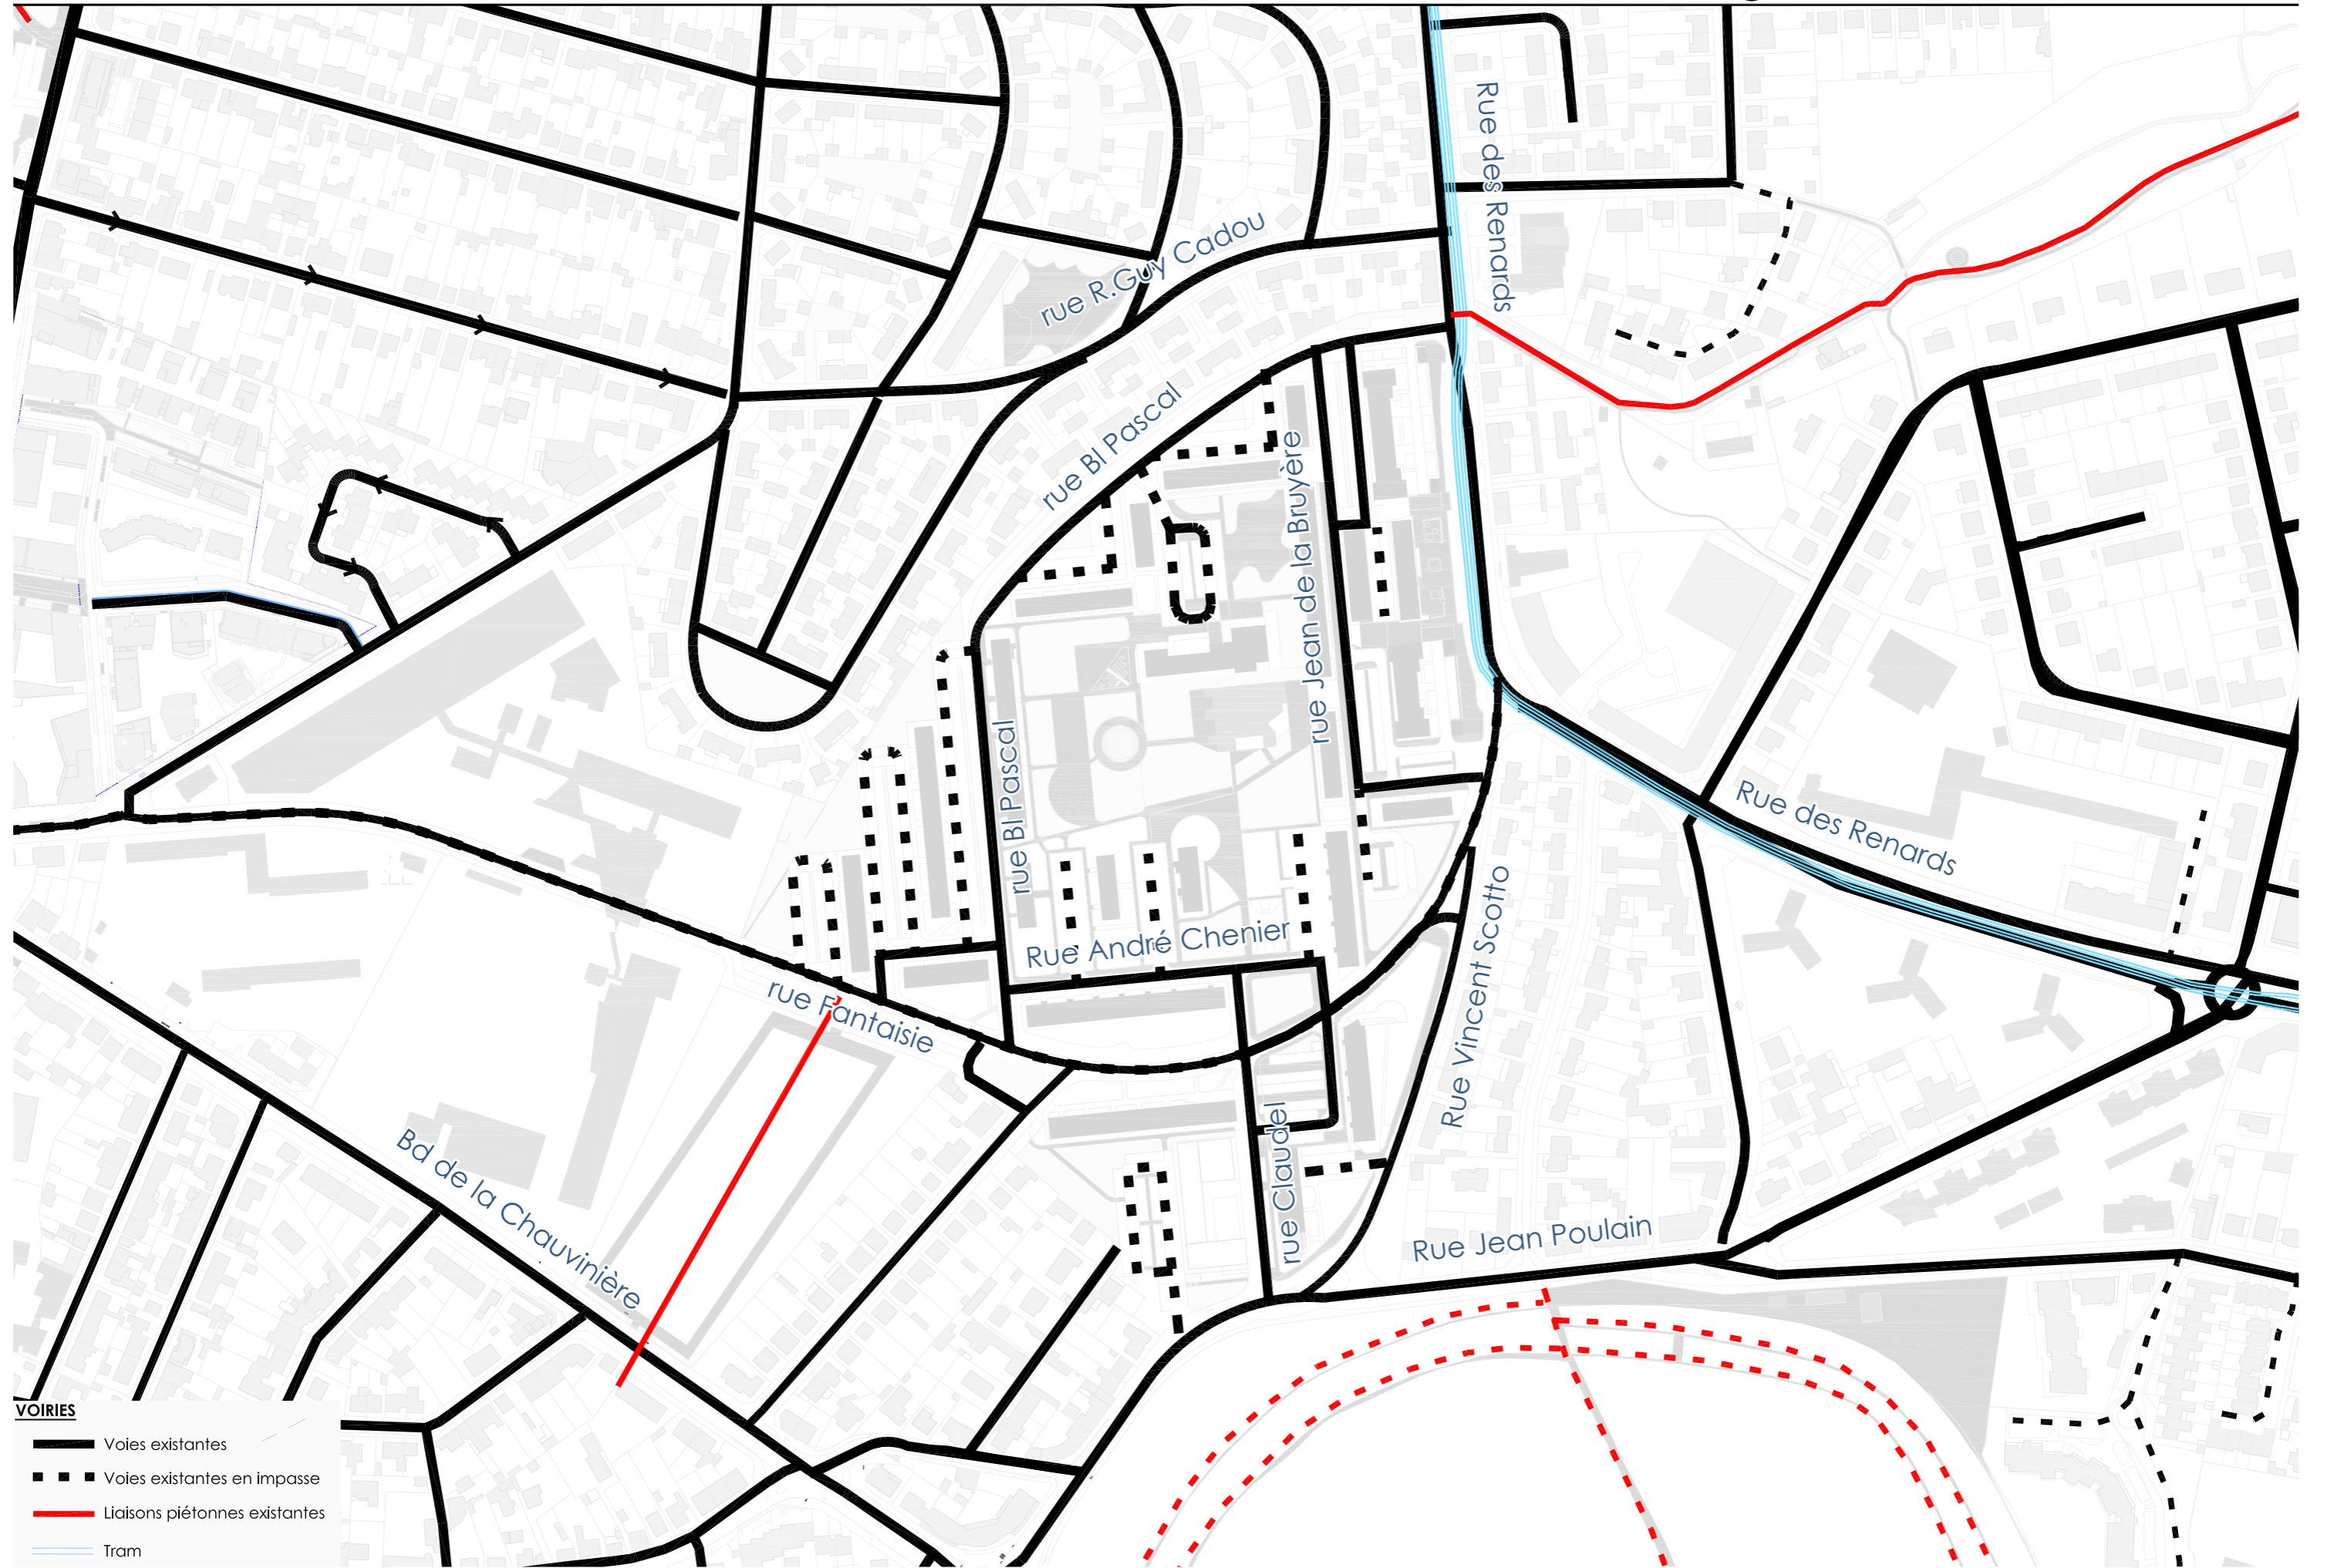 Rue des Renards
rue R.Guy Cadou
rue Bl Pascal
rue Jean de la Bruyère
rue Bl Pascal
Rue des Renards
Rue André Chenier
Rue Vincent Scotto
rue Fantaisie
Bd de la Chauvinière
rue Claudel
Rue Jean Poulain
VOIRIES
Voies existantes
Voies existantes en impasse
Liaisons piétonnes existantes
Tram